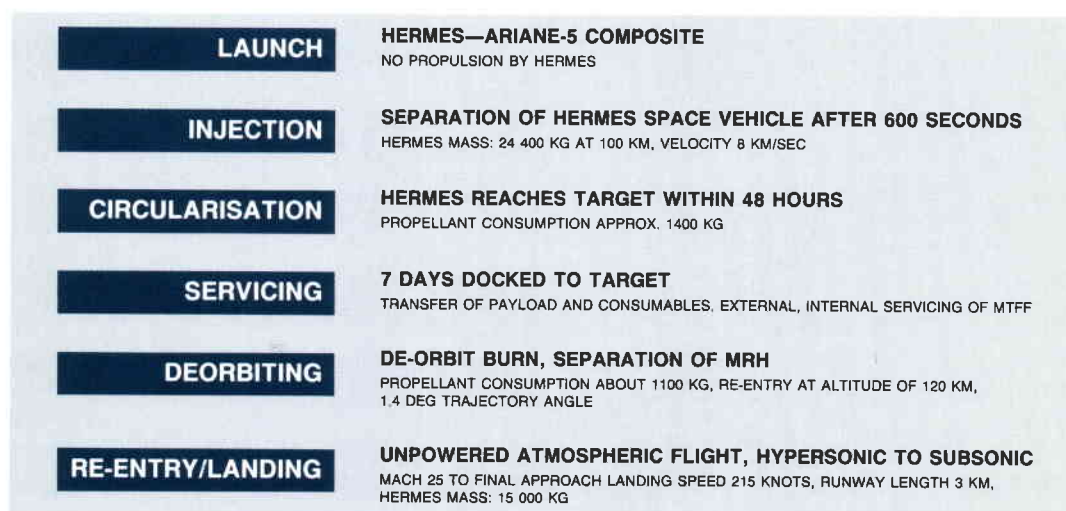 LAUNCH
HERMES—ARIANE-5 COMPOSITE
NO PROPULSION BY HERMES
INJECTION
SEPARATION OF HERMES SPACE VEHICLE AFTER 600 SECONDS
HERMES MASS: 24 400 KG AT 100 KM, VELOCITY 8 KM/SEC
CIRCULARISATION
HERMES REACHES TARGET WITHIN 48 HOURS
PROPELLANT CONSUMPTION APPROX. 1400 KG
SERVICING
7 DAYS DOCKED TO TARGET
TRANSFER OF PAYLOAD AND CONSUMABLES, EXTERNAL, INTERNAL SERVICING OF MTFF
DEORBITING
DE-ORBIT BURN, SEPARATION OF MRH
PROPELLANT CONSUMPTION ABOUT 1100 KG, RE-ENTRY AT ALTITUDE OF 120 KM,
1.4 DEG TRAJECTORY ANGLE
RE-ENTRY/LANDING
UNPOWERED ATMOSPHERIC FLIGHT, HYPERSONIC TO SUBSONIC
MACH 25 TO FINAL APPROACH LANDING SPEED 215 KNOTS, RUNWAY LENGTH 3 KM,
HERMES MASS: 15 000 KG